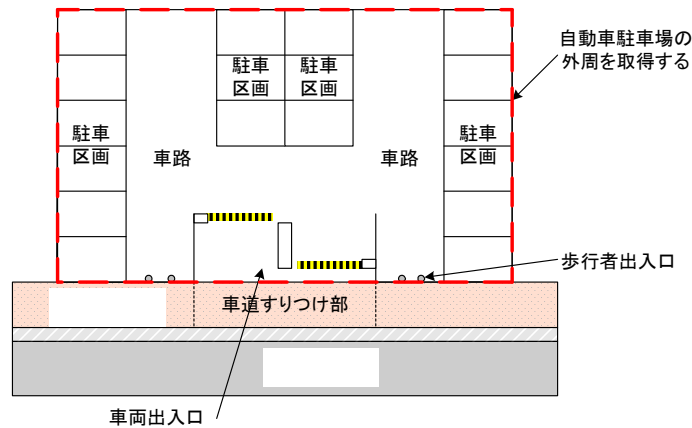 自動車駐車場の
外周を取得する
駐車
区画
駐車
区画
駐車
区画
車路
車路
駐車
区画
歩行者出入口
車道すりつけ部
車両出入口